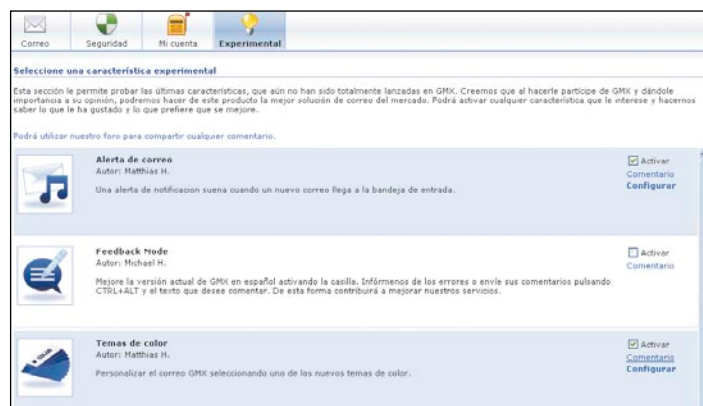 Correo Seguridad Mi cuenta Experimental
Seleccione una característica experimental
Esta sección le permite probar las últimas características, que aún no han sido totalmente lanzadas en GMX. Creemos que al hacerle partícipe de GMX y dándole
importancia a su opinión, podremos hacer de este producto la mejor solución de correo del mercado. Podrá activar cualquier característica que le interese y hacernos
saber lo que le ha gustado y lo que prefiere que se mejore.
Podrá utilizar nuestro foro para compartir cualquier comentario.
Alerta de correo
Autor: Matthias H.
Una alerta de notificacion suena cuando un nuevo correo llega a la bandeja de entrada.
Activar
Comentario
Configurar
Feedback Mode
Autor: Michael H.
Mejore la versión actual de GMX en español activando la casilla. Infórmenos de los errores o envíe sus comentarios pulsando
CTRL+ALT y el texto que desee comentar. De esta forma contribuirá a mejorar nuestros servicios.
Activar
Comentario
COLOR
Temas de color
Autor: Matthias H.
Personalizar el correo GMX seleccionando uno de los nuevos temas de color.
Activar
Comentario
Configurar